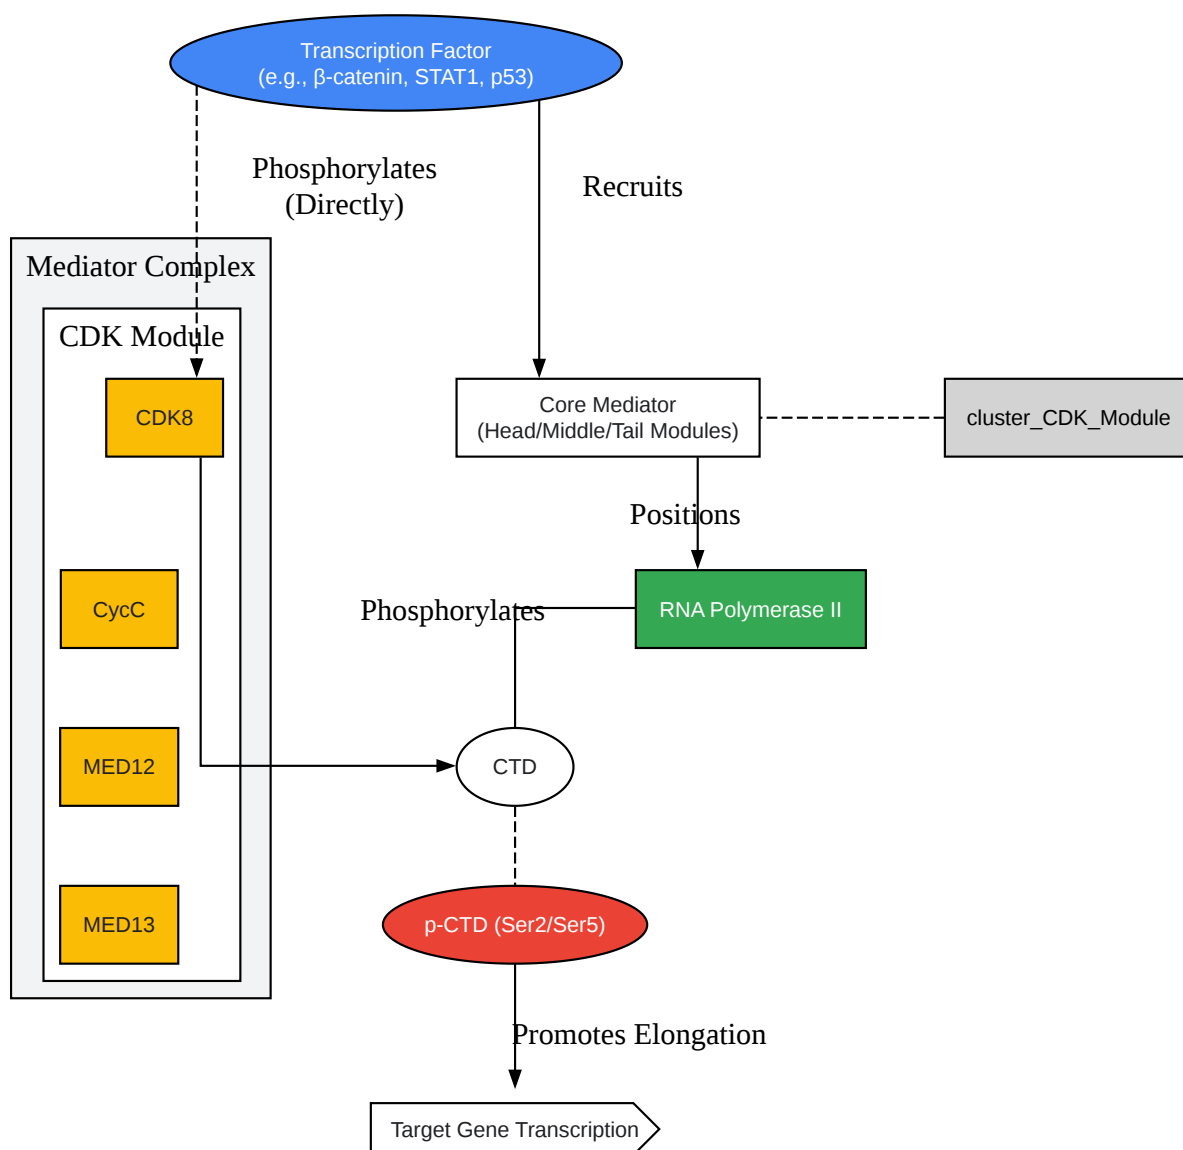 Transcription Factor
(e.g., β-catenin, STAT1, p53)
Phosphorylates
(Directly)
Recruits
Mediator Complex
CDK Module
CDK8
Core Mediator
(Head/Middle/Tail Modules)
cluster_CDK_Module
Positions
CycC
Phosphorylates
RNA Polymerase II
MED12
CTD
MED13
p-CTD (Ser2/Ser5)
Promotes Elongation
Target Gene Transcription